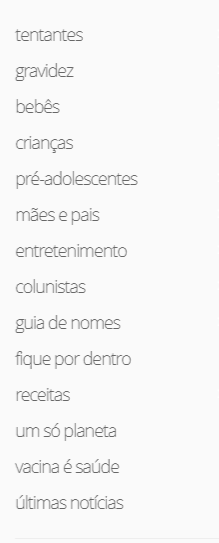 tentantes
gravidez
bebês
crianças
pré-adolescentes
mães e pais
entretenimento
colunistas
guia de nomes
fique por dentro
receitas
um só planeta
vacina é saúde
últimas notícias